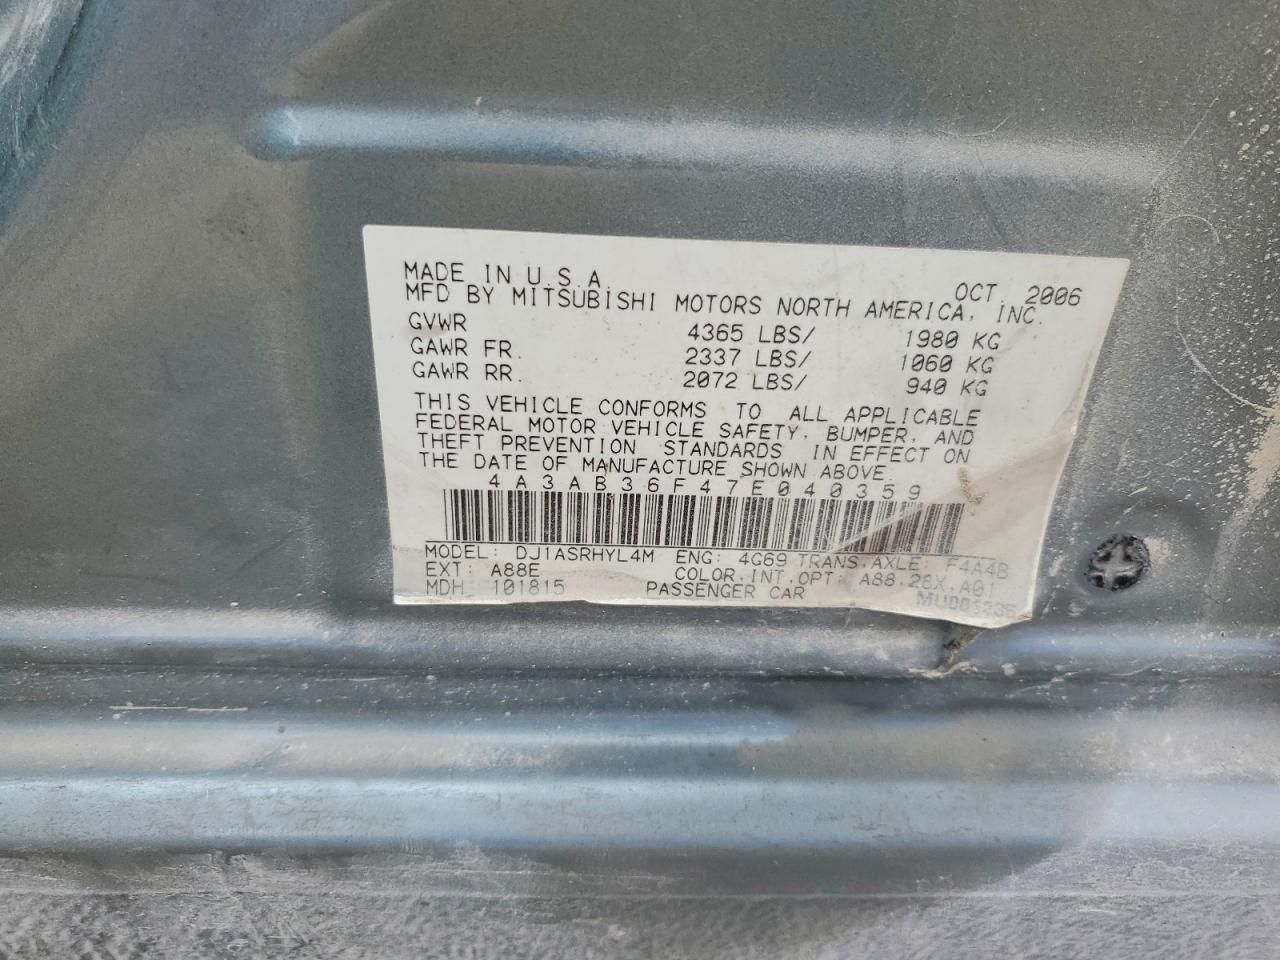 MADE IN U.S.A. OCT. 2006
MFD BY MITSUBISHI MOTORS NORTH AMERICA, INC.
GVWR 4365 LBS/ 1980 KG
GAWR FR. 2337 LBS/ 1060 KG
GAWR RR. 2072 LBS/ 940 KG
THIS VEHICLE CONFORMS TO ALL APPLICABLE
FEDERAL MOTOR VEHICLE SAFETY, BUMPER, AND
THEFT PREVENTION STANDARDS IN EFFECT ON
THE DATE OF MANUFACTURE SHOWN ABOVE.
4A3AB36F47E040359
MODEL: DJ1ASRHYL4M ENG: 4G69 TRANS.AXLE: F4A4B
EXT: A88E COLOR.INT.OPT: A88.28X.A01
MDH 101815 PASSENGER CAR